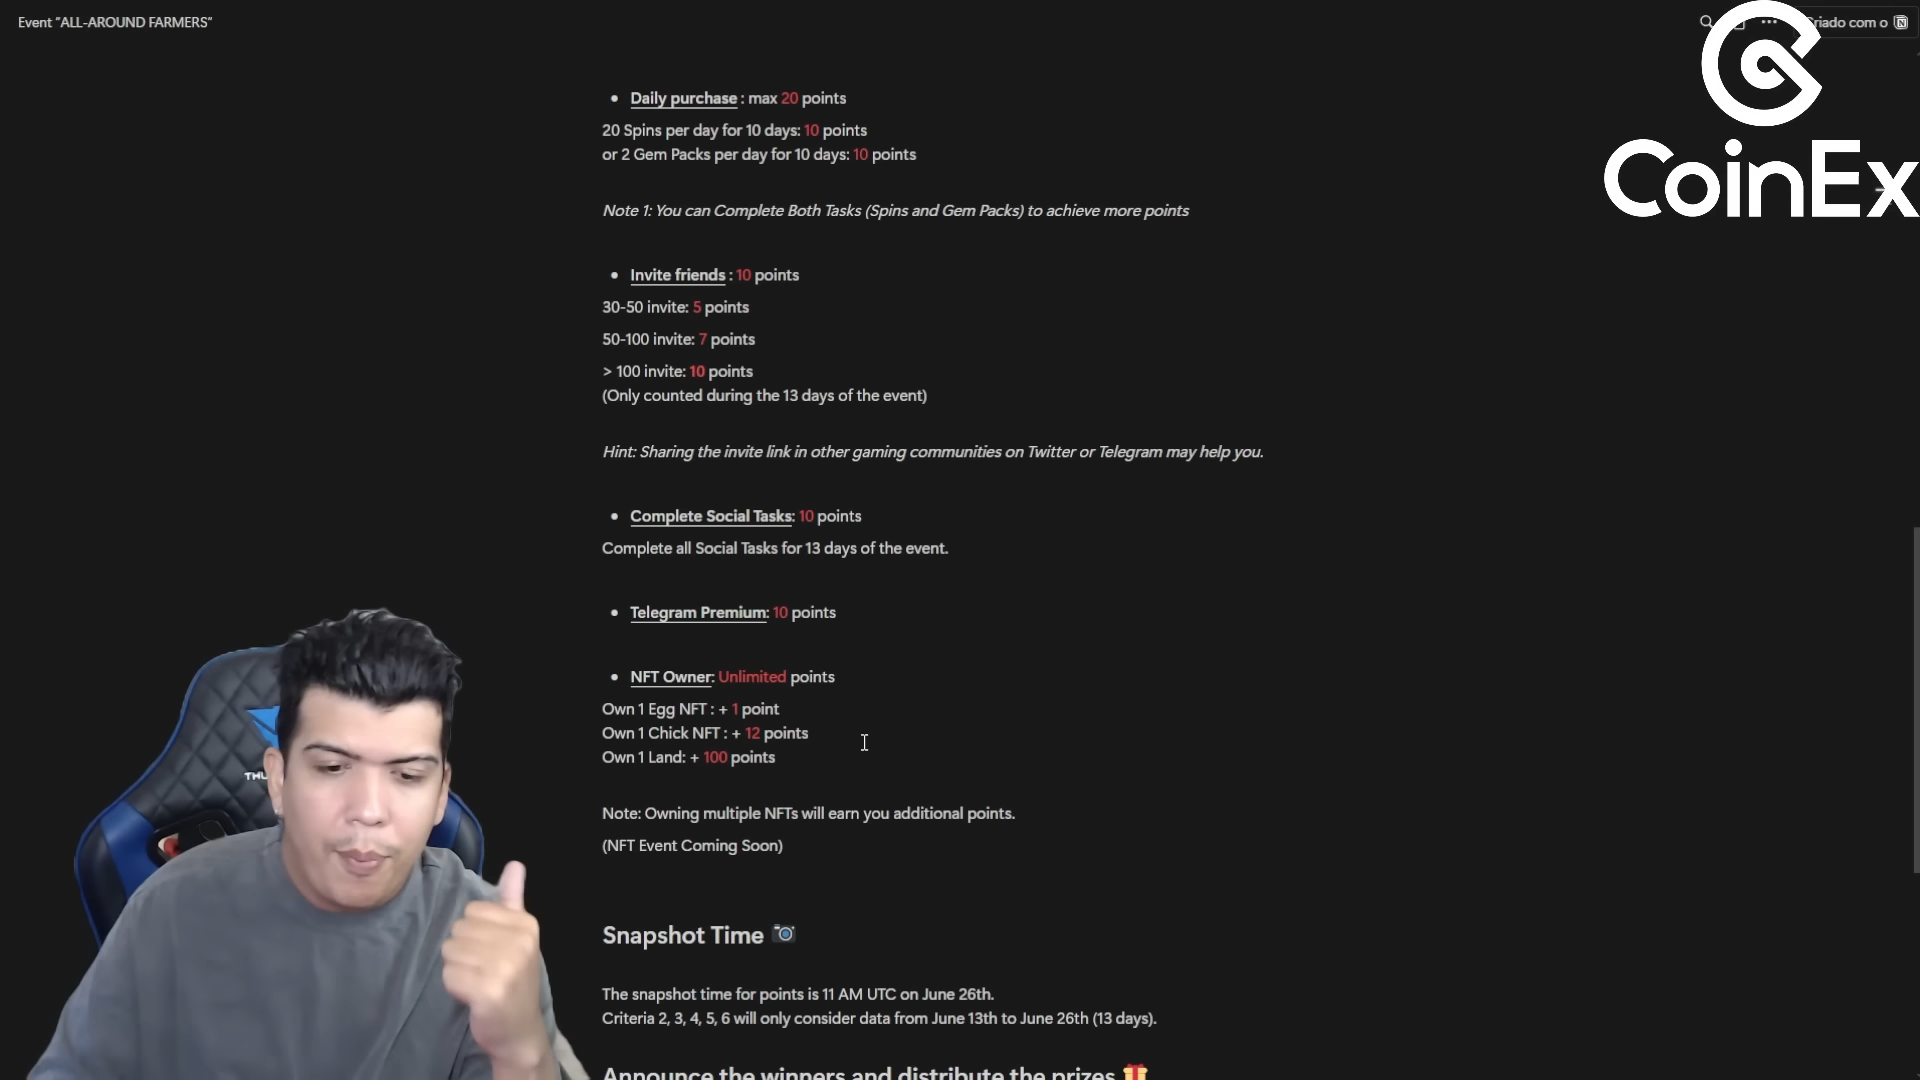 Event "ALL-AROUND FARMERS"
riado com o
CoinEx
Daily purchase : max 20 points
20 Spins per day for 10 days: 10 points
or 2 Gem Packs per day for 10 days: 10 points
Note 1: You can Complete Both Tasks (Spins and Gem Packs) to achieve more points
Invite friends : 10 points
30-50 invite: 5 points
50-100 invite: 7 points
> 100 invite: 10 points
(Only counted during the 13 days of the event)
Hint: Sharing the invite link in other gaming communities on Twitter or Telegram may help you.
Complete Social Tasks: 10 points
Complete all Social Tasks for 13 days of the event.
Telegram Premium: 10 points
NFT Owner: Unlimited points
Own 1 Egg NFT : + 1 point
Own 1 Chick NFT : + 12 points
Own 1 Land: + 100 points
Note: Owning multiple NFTs will earn you additional points.
(NFT Event Coming Soon)
THU
Snapshot Time
The snapshot time for points is 11 AM UTC on June 26th.
Criteria 2, 3, 4, 5, 6 will only consider data from June 13th to June 26th (13 days).
Announce the winners and distribute the prizes